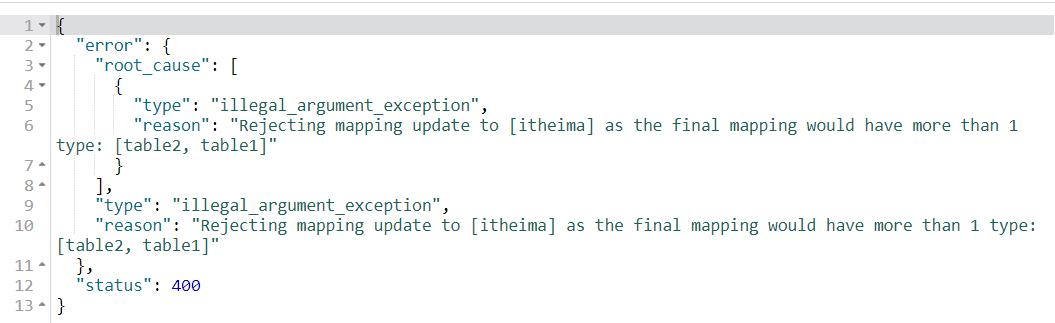 1 {
2 "error": {
3 "root_cause": [
4 {
5 "type": "illegal_argument_exception",
6 "reason": "Rejecting mapping update to [itheima] as the final mapping would have more than 1
type: [table2, table1]"
7 }
8 ],
9 "type": "illegal_argument_exception",
10 "reason": "Rejecting mapping update to [itheima] as the final mapping would have more than 1 type:
[table2, table1]"
11 },
12 "status": 400
13 }